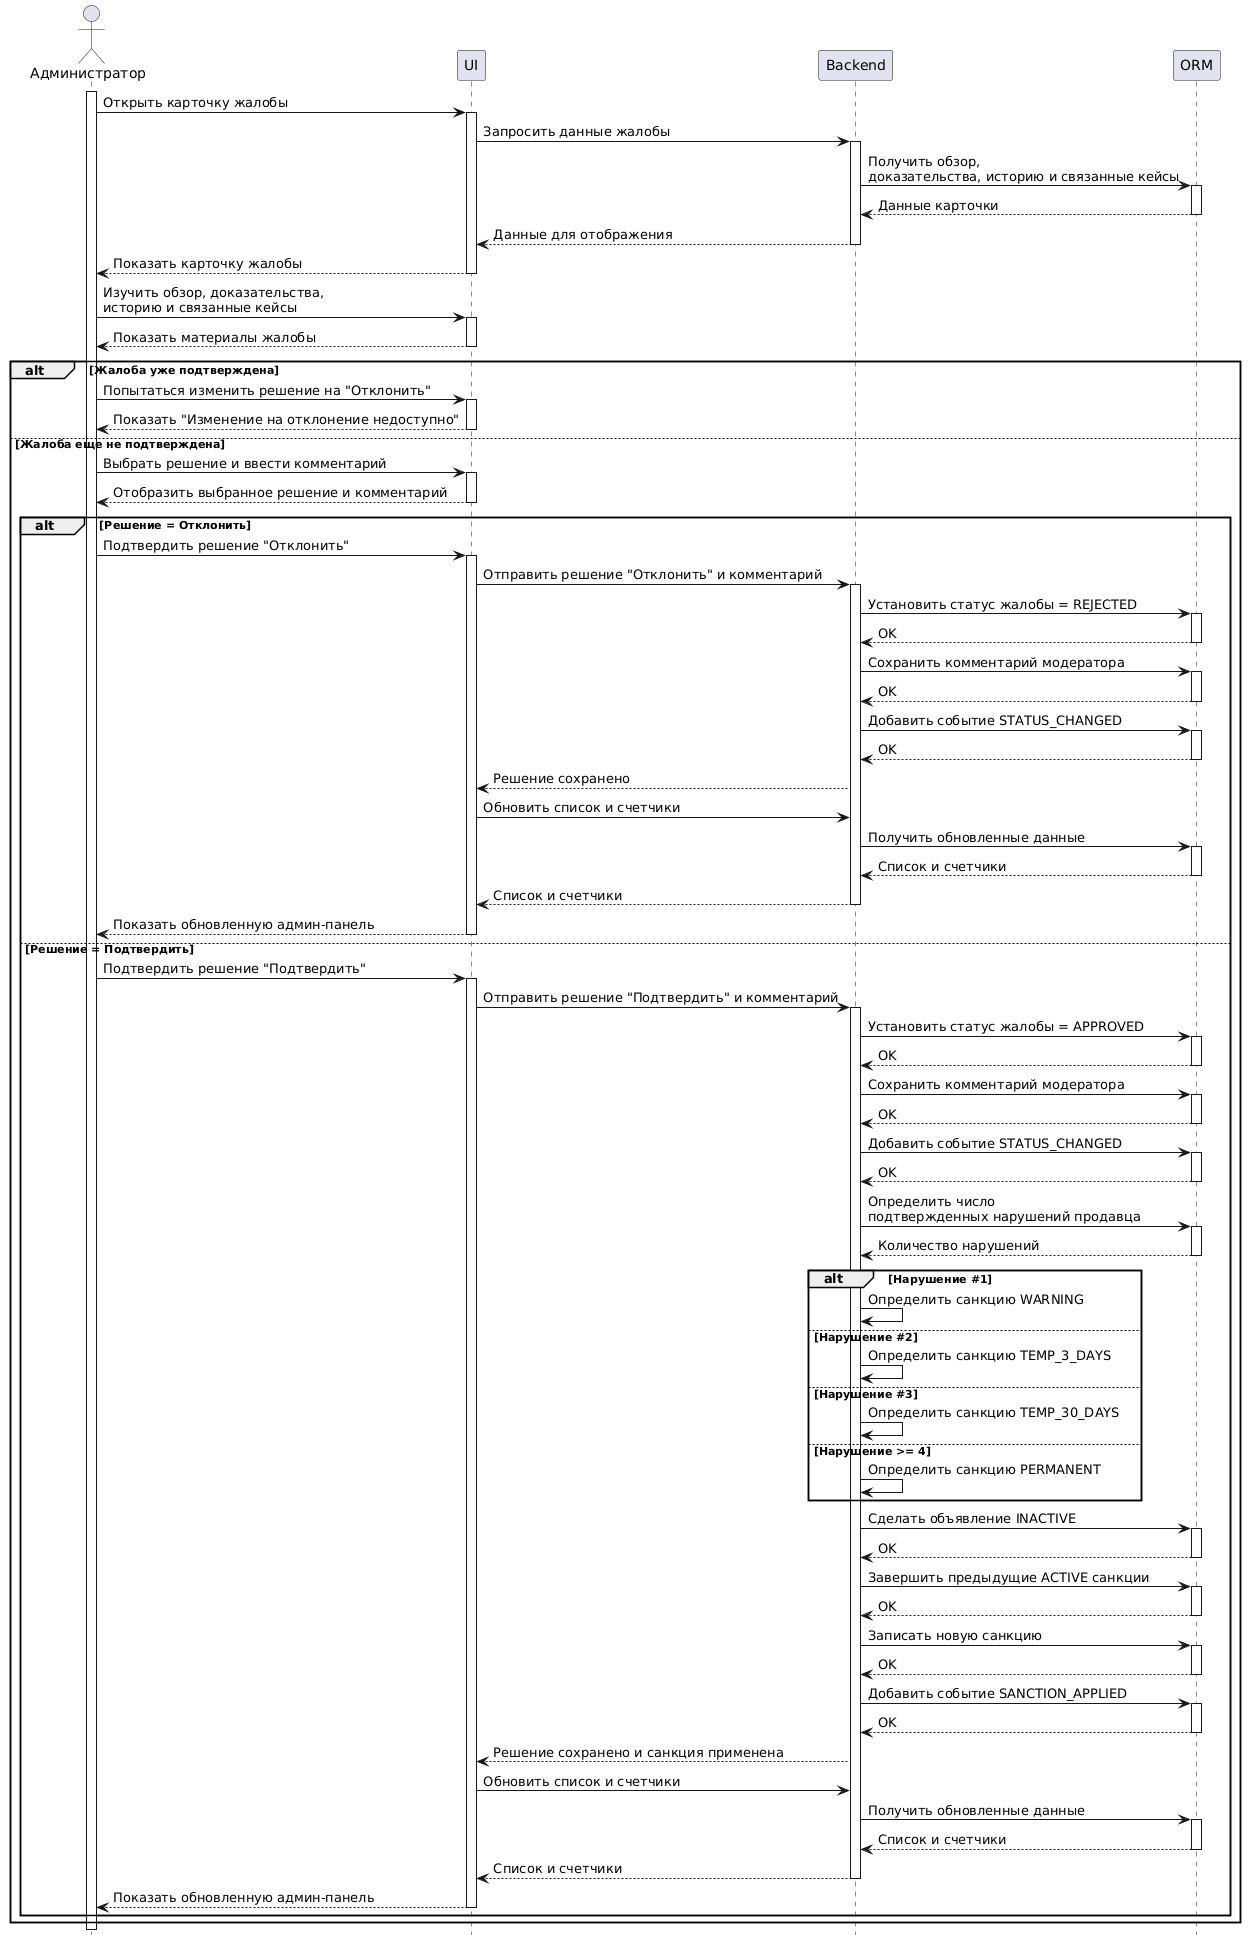 Администратор
UI
Backend
ORM
Открыть карточку жалобы
Запросить данные жалобы
Получить обзор,
доказательства, историю и связанные кейсы
Данные карточки
Данные для отображения
Показать карточку жалобы
Изучить обзор, доказательства,
историю и связанные кейсы
Показать материалы жалобы
alt [Жалоба уже подтверждена]
Попытаться изменить решение на "Отклонить"
Показать "Изменение на отклонение недоступно"
[Жалоба еще не подтверждена]
Выбрать решение и ввести комментарий
Отобразить выбранное решение и комментарий
alt [Решение = Отклонить]
Подтвердить решение "Отклонить"
Отправить решение "Отклонить" и комментарий
Установить статус жалобы = REJECTED
OK
Сохранить комментарий модератора
OK
Добавить событие STATUS_CHANGED
OK
Решение сохранено
Обновить список и счетчики
Получить обновленные данные
Список и счетчики
Список и счетчики
Показать обновленную админ-панель
[Решение = Подтвердить]
Подтвердить решение "Подтвердить"
Отправить решение "Подтвердить" и комментарий
Установить статус жалобы = APPROVED
OK
Сохранить комментарий модератора
OK
Добавить событие STATUS_CHANGED
OK
Определить число
подтвержденных нарушений продавца
Количество нарушений
alt [Нарушение #1]
Определить санкцию WARNING
[Нарушение #2]
Определить санкцию TEMP_3_DAYS
[Нарушение #3]
Определить санкцию TEMP_30_DAYS
[Нарушение >= 4]
Определить санкцию PERMANENT
Сделать объявление INACTIVE
OK
Завершить предыдущие ACTIVE санкции
OK
Записать новую санкцию
OK
Добавить событие SANCTION_APPLIED
OK
Решение сохранено и санкция применена
Обновить список и счетчики
Получить обновленные данные
Список и счетчики
Список и счетчики
Показать обновленную админ-панель